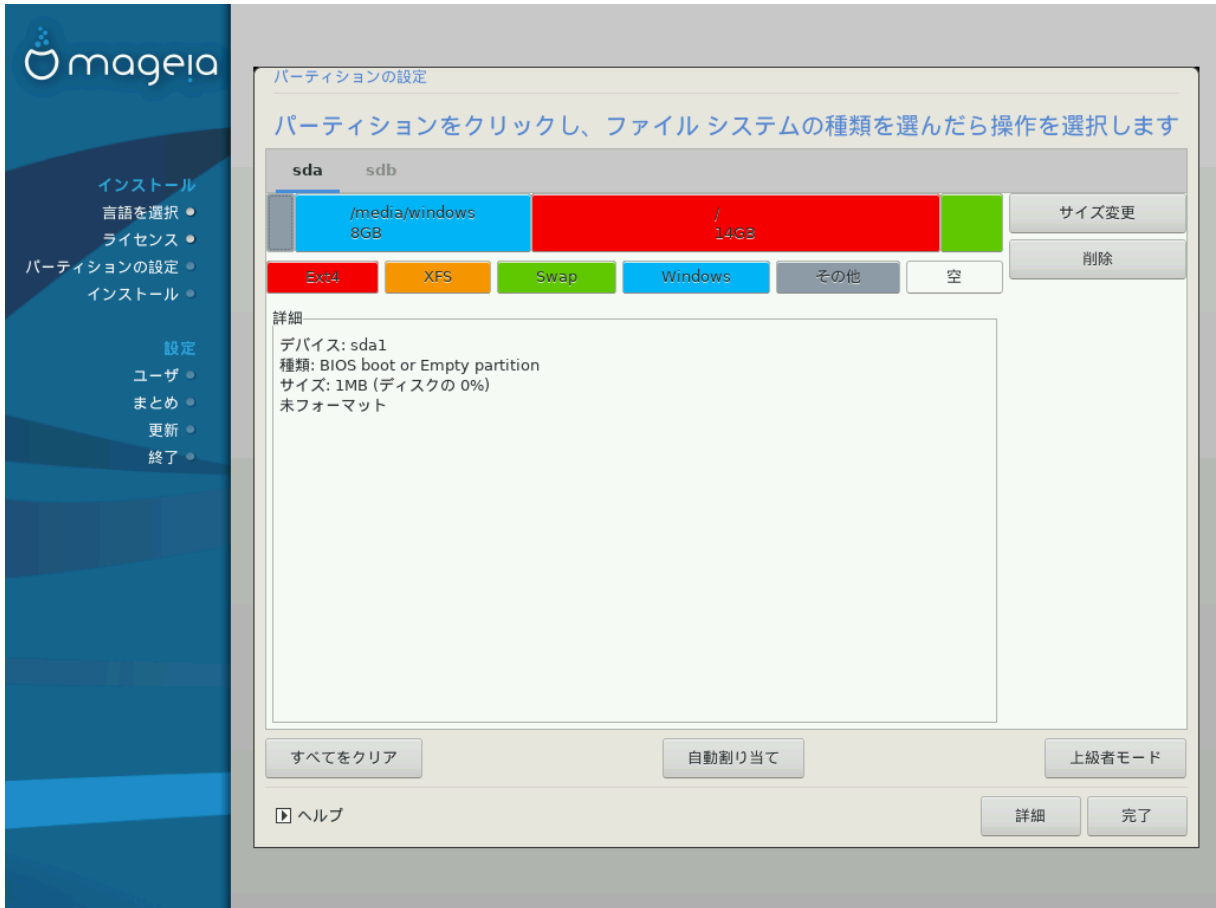 mageia
インストール
言語を選択
ライセンス
パーティションの設定
インストール
設定
ユーザ
まとめ
更新
終了
パーティションの設定
パーティションをクリックし、ファイル システムの種類を選んだら操作を選択します
sda sdb
/media/windows
8GB
/
14GB
サイズ変更
削除
Ext4 XFS Swap Windows その他 空
詳細
デバイス: sda1
種類: BIOS boot or Empty partition
サイズ: 1MB (ディスクの 0%)
未フォーマット
すべてをクリア 自動割り当て 上級者モード
ヘルプ 詳細 完了